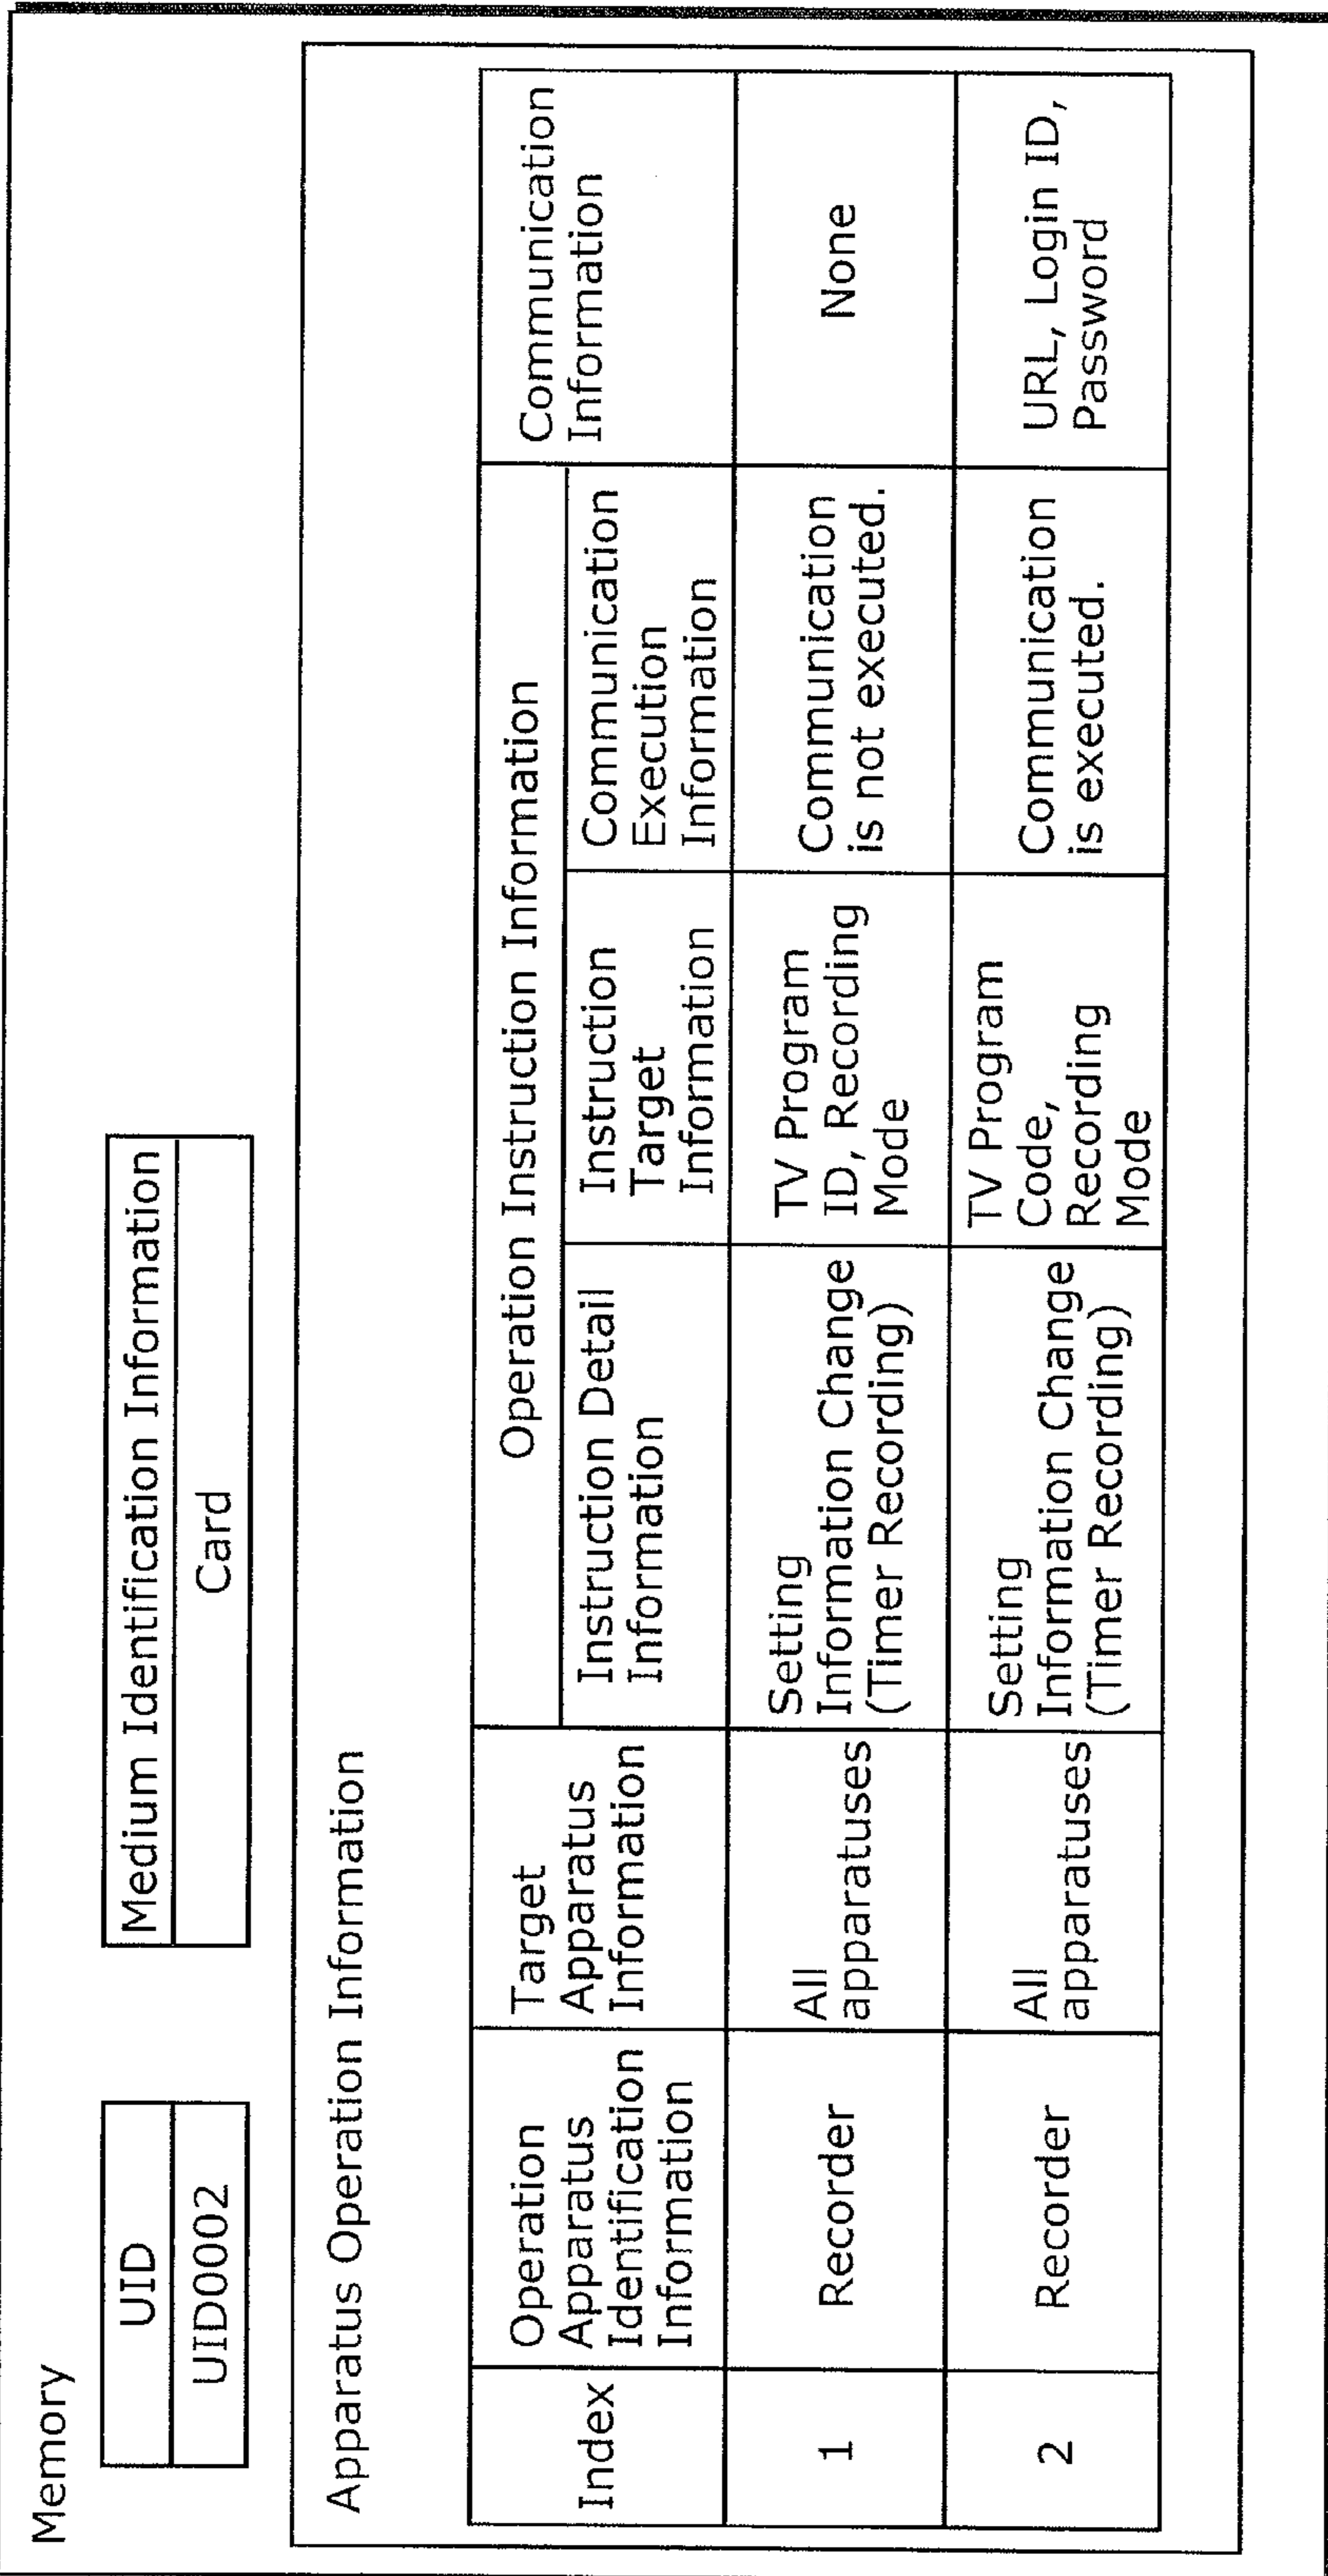 Memory
UID
UID0002
Medium Identification Information
Card
Apparatus Operation Information
Index
Operation
Apparatus
Identification
Information
Target
Apparatus
Information
Operation Instruction Information
Instruction Detail
Information
Instruction
Target
Information
Communication
Execution
Information
Communication
Information
1
Recorder
All
apparatuses
Setting
Information Change
(Timer Recording)
TV Program
ID, Recording
Mode
Communication
is not executed.
None
2
Recorder
All
apparatuses
Setting
Information Change
(Timer Recording)
TV Program
Code,
Recording
Mode
Communication
is executed.
URL, Login ID,
Password